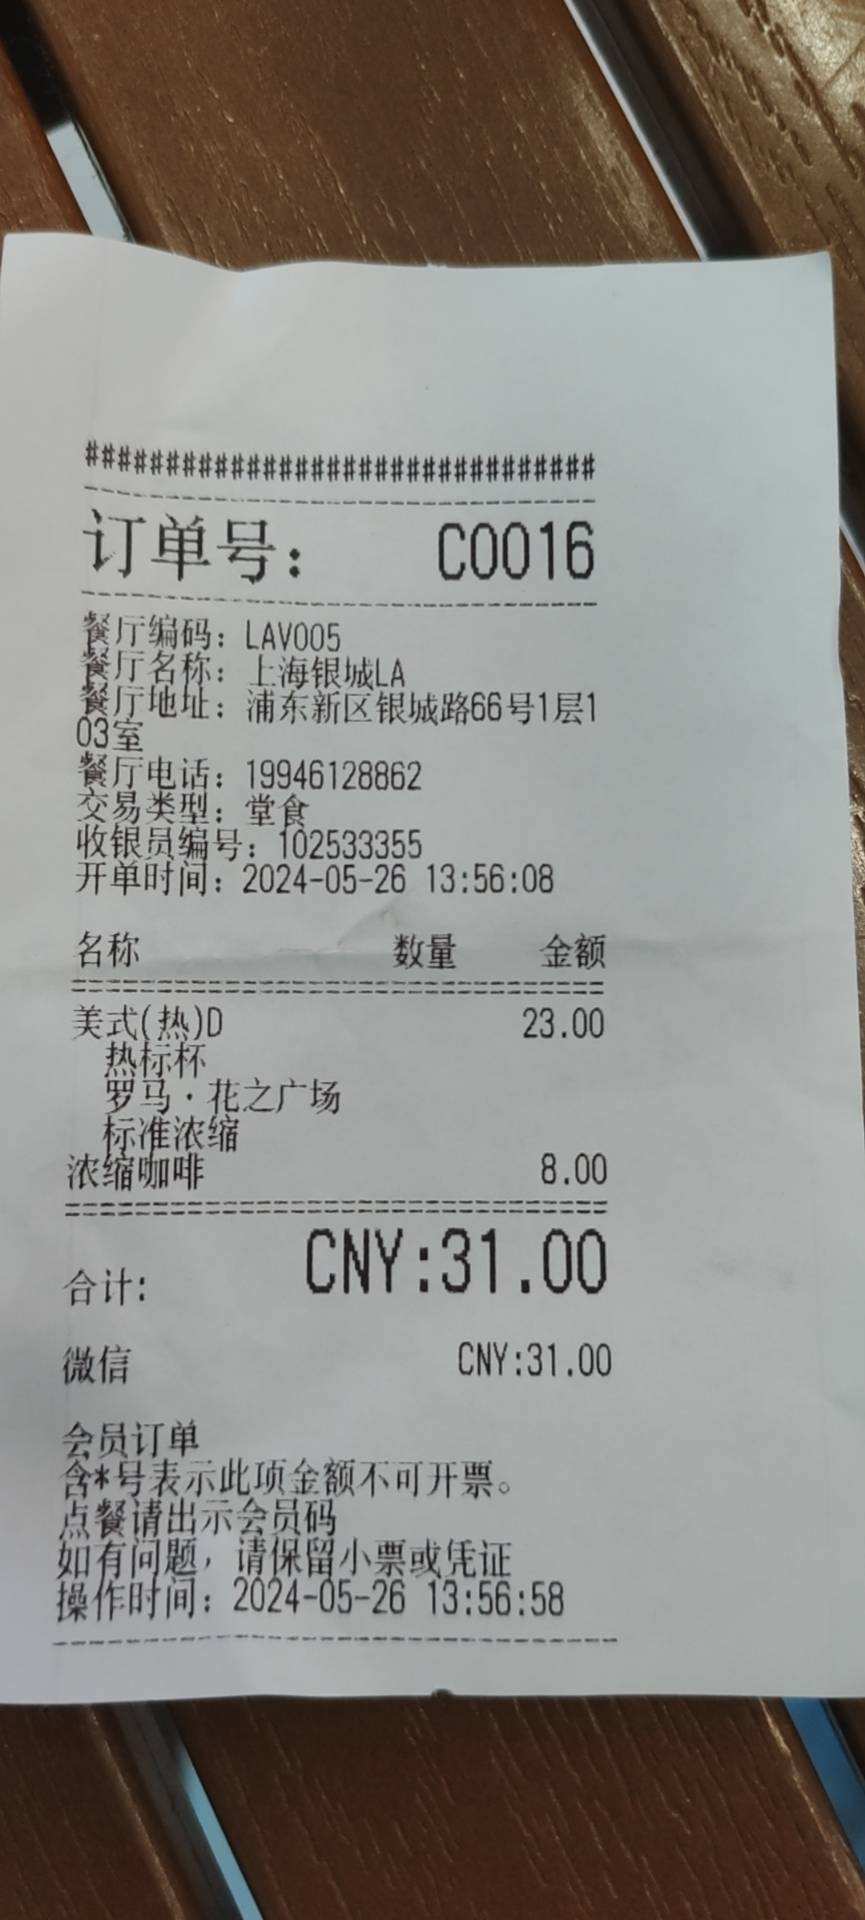 ################################
订单号： C0016
餐厅编码：LAV005
餐厅名称：上海银城LA
餐厅地址：浦东新区银城路66号1层1
03室
餐厅电话：19946128862
交易类型：堂食
收银员编号：102533355
开单时间：2024-05-26 13:56:08
名称 数量 金额
美式(热)D 23.00
热标杯
罗马·花之广场
标准浓缩
浓缩咖啡 8.00
合计: CNY:31.00
微信 CNY:31.00
会员订单
含*号表示此项金额不可开票。
点餐请出示会员码
如有问题，请保留小票或凭证
操作时间：2024-05-26 13:56:58